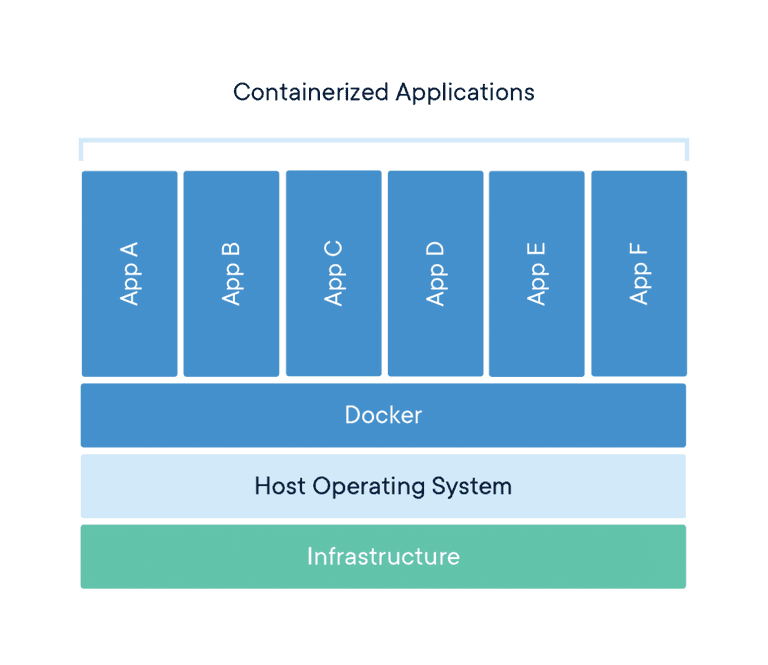 Containerized Applications
App A
App B
App C
App D
App E
App F
Docker
Host Operating System
Infrastructure